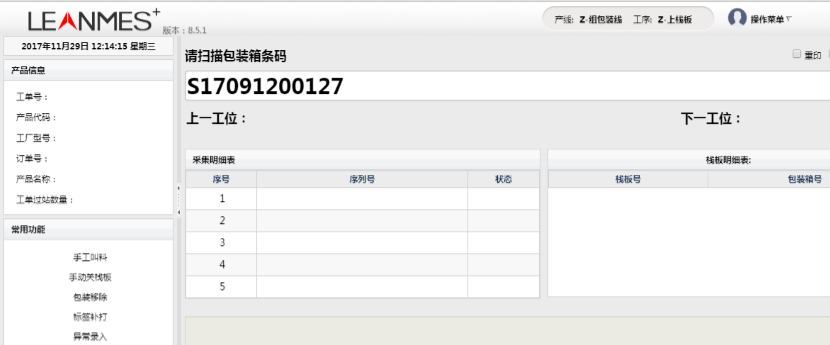 LEANMES+
版本：8.5.1
产线: Z-组包装线 工序: Z-上栈板
操作菜单
2017年11月29日 12:14:15 星期三
产品信息
工单号：
产品代码：
工厂型号：
订单号：
产品名称：
工单过站数量：
常用功能
手工叫料
手动关栈板
包装移除
标签补打
异常录入
请扫描包装箱条码
重印
S17091200127
上一工位：
下一工位：
采集明细表
序号 序列号 状态
1
2
3
4
5
栈板明细表:
栈板号 包装箱号